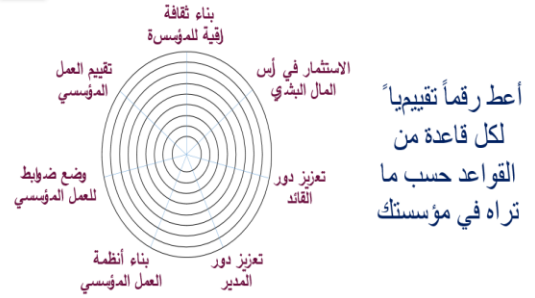 بناء ثقافة
راقية للمؤسسة
الاستثمار في رأس
المال البشري
تعزيز دور
القائد
تعزيز دور
المدير
بناء أنظمة
العمل المؤسسي
وضع ضوابط
للعمل المؤسسي
تقييم العمل
المؤسسي
أعط رقماً تقييمياً
لكل قاعدة من
القواعد حسب ما
تراه في مؤسستك